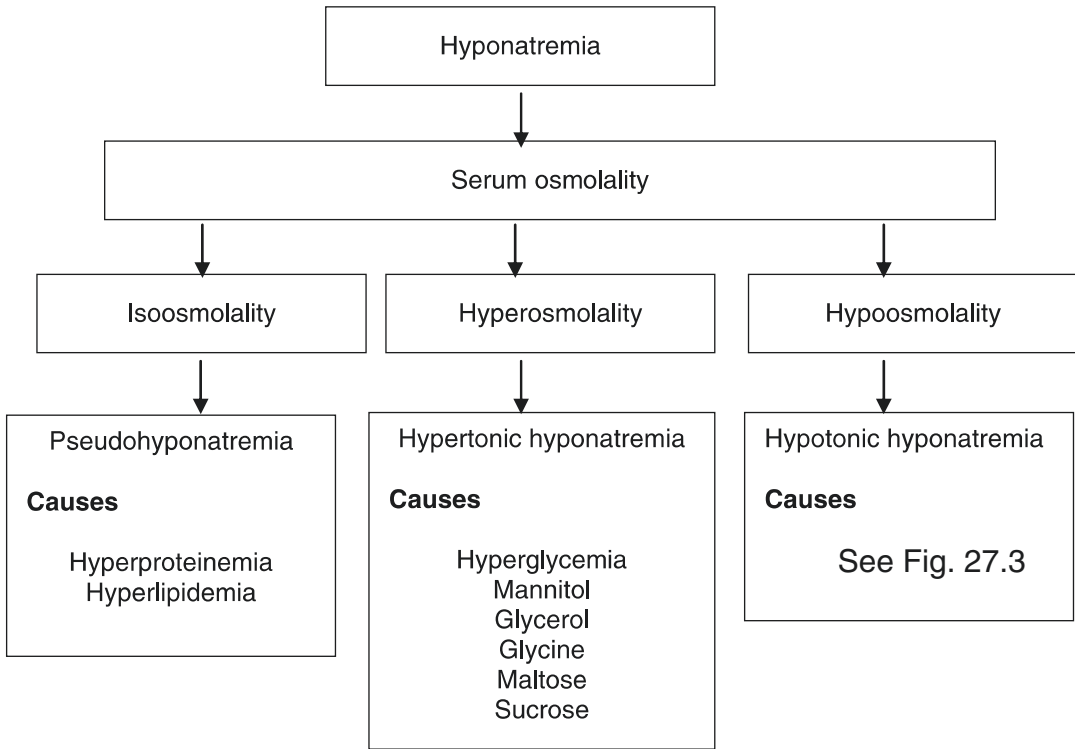 Hyponatremia
Serum osmolality
Isoosmolality
Hyperosmolality
Hypoosmolality
Pseudohyponatremia
Causes
Hyperproteinemia
Hyperlipidemia
Hypertonic hyponatremia
Causes
Hyperglycemia
Mannitol
Glycerol
Glycine
Maltose
Sucrose
Hypotonic hyponatremia
Causes
See Fig. 27.3